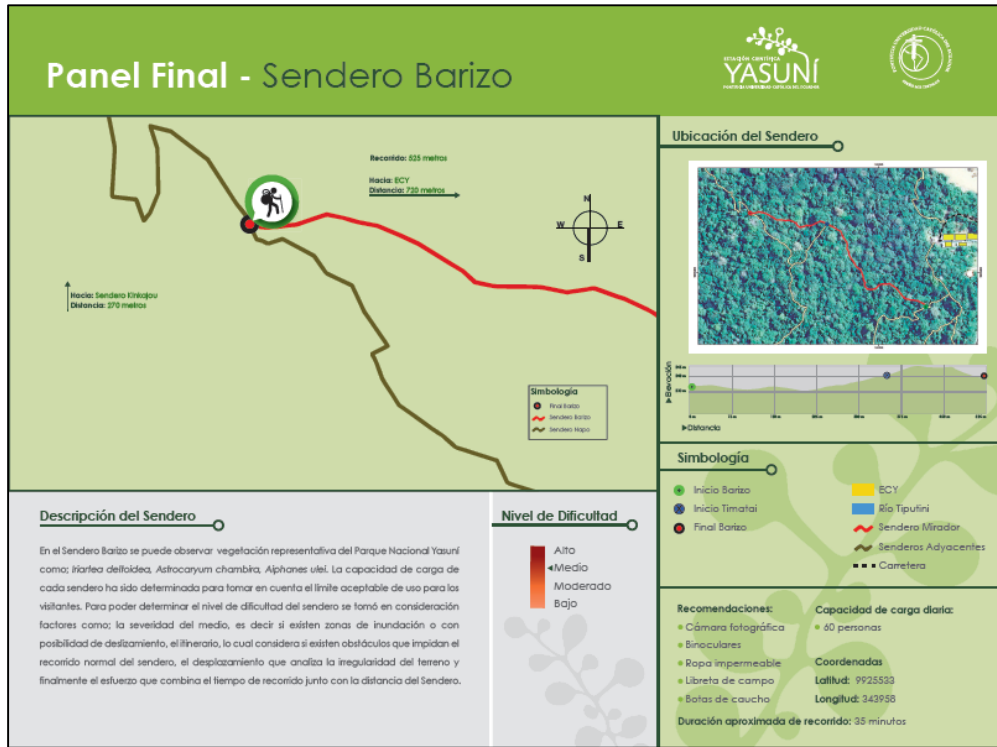 Panel Final - Sendero Barizo
ESTACIÓN CIENTÍFICA
YASUNÍ
PONTIFICIA UNIVERSIDAD CATÓLICA DEL ECUADOR
Recorrido: 525 metros
Hacia: ECY
Distancia: 720 metros
N
W E
S
Hacia: Sendero Kinkajou
Distancia: 270 metros
Simbología
Final Barizo
Sendero Barizo
Sendero Napo
Ubicación del Sendero
Elevación
Distancia
Simbología
Inicio Barizo
Inicio Timatai
Final Barizo
ECY
Río Tiputini
Sendero Mirador
Senderos Adyacentes
Carretera
Descripción del Sendero
En el Sendero Barizo se puede observar vegetación representativa del Parque Nacional Yasuní
como; Iriartea deltoidea, Astrocaryum chambira, Aiphanes ulei. La capacidad de carga de
cada sendero ha sido determinada para tomar en cuenta el límite aceptable de uso para los
visitantes. Para poder determinar el nivel de dificultad del sendero se tomó en consideración
factores como; la severidad del medio, es decir si existen zonas de inundación o con
posibilidad de deslizamiento, el itinerario, lo cual considera si existen obstáculos que impidan el
recorrido normal del sendero, el desplazamiento que analiza la irregularidad del terreno y
finalmente el esfuerzo que combina el tiempo de recorrido junto con la distancia del Sendero.
Nivel de Dificultad
Alto
Medio
Moderado
Bajo
Recomendaciones:
Cámara fotográfica
Binoculares
Ropa impermeable
Libreta de campo
Botas de caucho
Capacidad de carga diaria:
60 personas
Coordenadas
Latitud: 9925533
Longitud: 343958
Duración aproximada de recorrido: 35 minutos